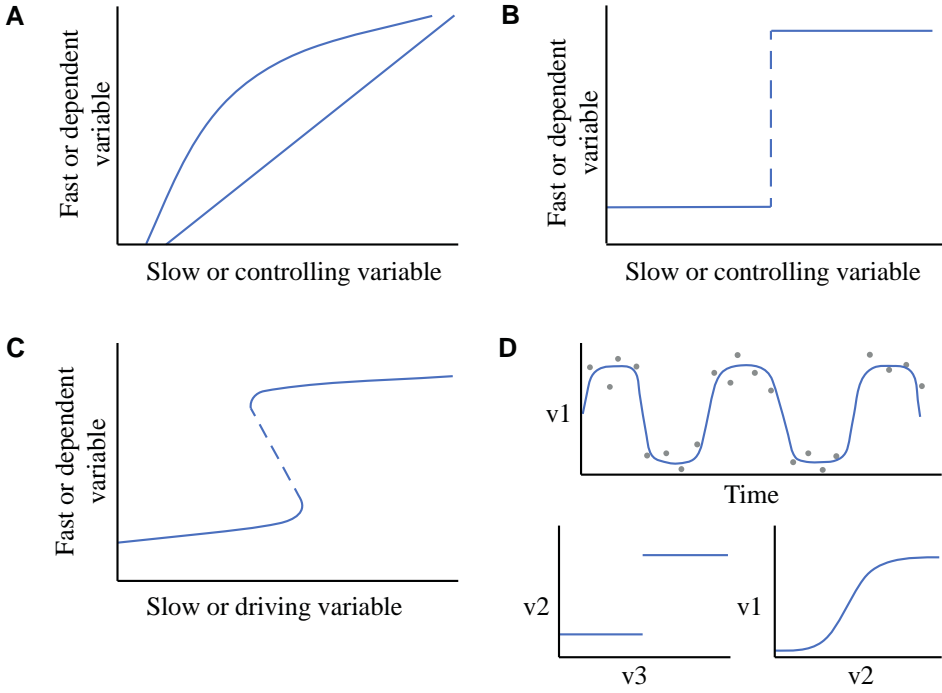 A
Fast or dependent
variable
Slow or controlling variable
B
Fast or dependent
variable
Slow or controlling variable
C
Fast or dependent
variable
Slow or driving variable
D
v1
Time
v2
v3
v1
v2